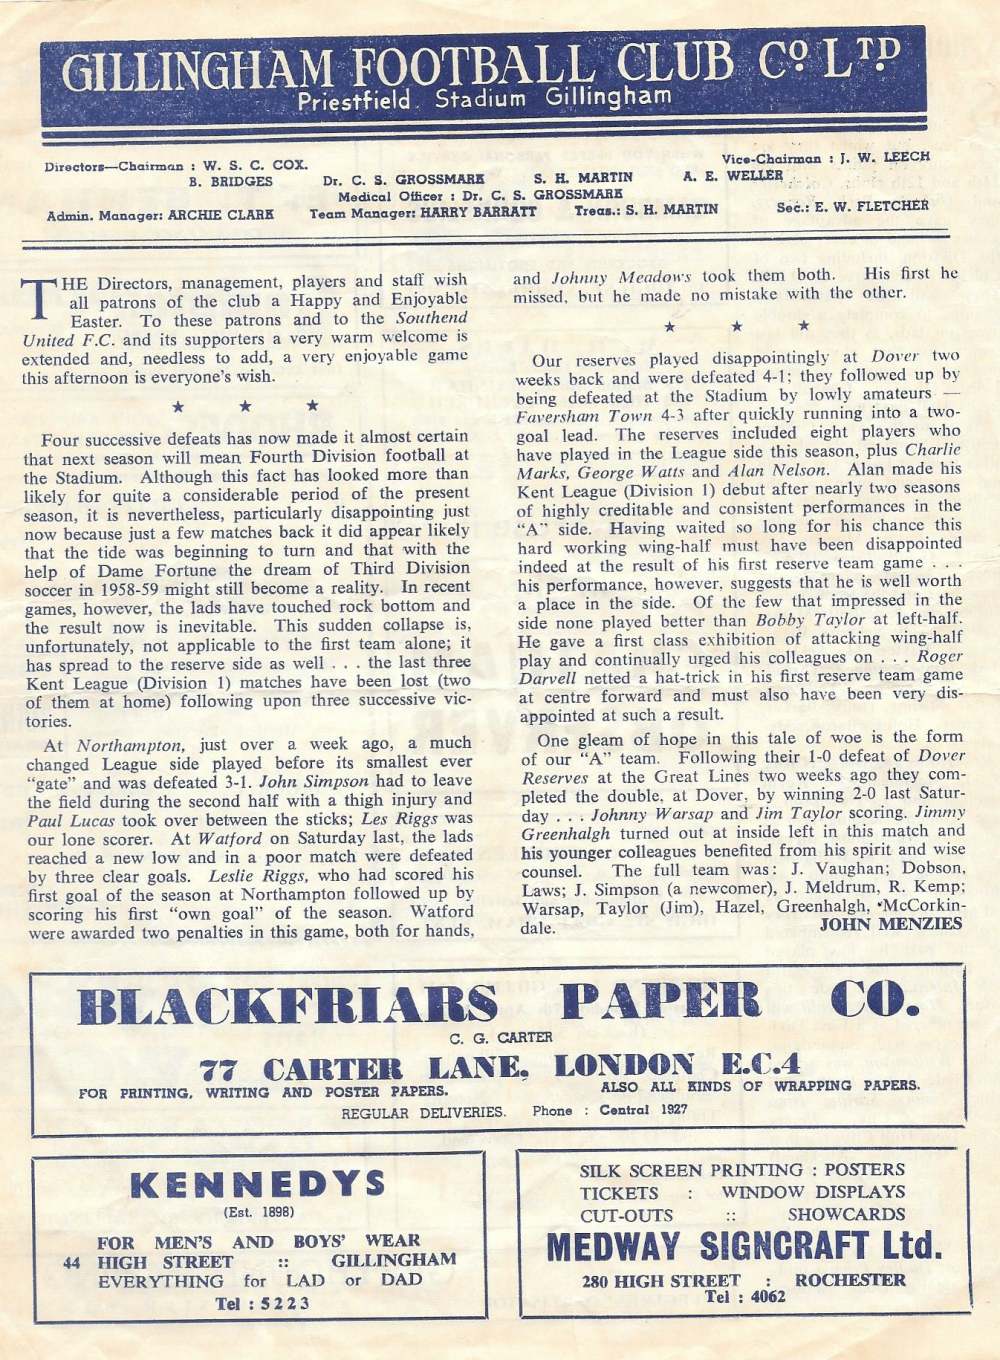 GILLINGHAM FOOTBALL CLUB Co. LTD.
Priestfield Stadium Gillingham
Directors—Chairman : W. S. C. COX.
Vice-Chairman : J. W. LEECH
B. BRIDGES Dr. C. S. GROSSMARK S. H. MARTIN A. E. WELLER
Medical Officer : Dr. C. S. GROSSMARK
Admin. Manager: ARCHIE CLARK Team Manager: HARRY BARRATT Treas.: S. H. MARTIN Sec.: E. W. FLETCHER
THE Directors, management, players and staff wish
all patrons of the club a Happy and Enjoyable
Easter. To these patrons and to the Southend
United F.C. and its supporters a very warm welcome is
extended and, needless to add, a very enjoyable game
this afternoon is everyone's wish.
★ ★ ★
Four successive defeats has now made it almost certain
that next season will mean Fourth Division football at
the Stadium. Although this fact has looked more than
likely for quite a considerable period of the present
season, it is nevertheless, particularly disappointing just
now because just a few matches back it did appear likely
that the tide was beginning to turn and that with the
help of Dame Fortune the dream of Third Division
soccer in 1958-59 might still become a reality. In recent
games, however, the lads have touched rock bottom and
the result now is inevitable. This sudden collapse is,
unfortunately, not applicable to the first team alone; it
has spread to the reserve side as well . . . the last three
Kent League (Division 1) matches have been lost (two
of them at home) following upon three successive vic-
tories.
At Northampton, just over a week ago, a much
changed League side played before its smallest ever
"gate" and was defeated 3-1. John Simpson had to leave
the field during the second half with a thigh injury and
Paul Lucas took over between the sticks; Les Riggs was
our lone scorer. At Watford on Saturday last, the lads
reached a new low and in a poor match were defeated
by three clear goals. Leslie Riggs, who had scored his
first goal of the season at Northampton followed up by
scoring his first "own goal" of the season. Watford
were awarded two penalties in this game, both for hands,
and Johnny Meadows took them both. His first he
missed, but he made no mistake with the other.
★ ★ ★
Our reserves played disappointingly at Dover two
weeks back and were defeated 4-1; they followed up by
being defeated at the Stadium by lowly amateurs —
Faversham Town 4-3 after quickly running into a two-
goal lead. The reserves included eight players who
have played in the League side this season, plus Charlie
Marks, George Watts and Alan Nelson. Alan made his
Kent League (Division 1) debut after nearly two seasons
of highly creditable and consistent performances in the
"A" side. Having waited so long for his chance this
hard working wing-half must have been disappointed
indeed at the result of his first reserve team game . . .
his performance, however, suggests that he is well worth
a place in the side. Of the few that impressed in the
side none played better than Bobby Taylor at left-half.
He gave a first class exhibition of attacking wing-half
play and continually urged his colleagues on . . . Roger
Darvell netted a hat-trick in his first reserve team game
at centre forward and must also have been very dis-
appointed at such a result.
One gleam of hope in this tale of woe is the form
of our "A" team. Following their 1-0 defeat of Dover
Reserves at the Great Lines two weeks ago they com-
pleted the double, at Dover, by winning 2-0 last Satur-
day . . . Johnny Warsap and Jim Taylor scoring. Jimmy
Greenhalgh turned out at inside left in this match and
his younger colleagues benefited from his spirit and wise
counsel. The full team was: J. Vaughan; Dobson,
Laws; J. Simpson (a newcomer), J. Meldrum, R. Kemp;
Warsap, Taylor (Jim), Hazel, Greenhalgh, McCorkin-
dale. JOHN MENZIES
BLACKFRIARS PAPER CO.
C. G. CARTER
77 CARTER LANE, LONDON E.C.4
FOR PRINTING, WRITING AND POSTER PAPERS. ALSO ALL KINDS OF WRAPPING PAPERS.
REGULAR DELIVERIES. Phone : Central 1927
KENNEDYS
(Est. 1898)
FOR MEN'S AND BOYS' WEAR
44 HIGH STREET :: GILLINGHAM
EVERYTHING for LAD or DAD
Tel : 5223
SILK SCREEN PRINTING : POSTERS
TICKETS : WINDOW DISPLAYS
CUT-OUTS :: SHOWCARDS
MEDWAY SIGNCRAFT Ltd.
280 HIGH STREET : ROCHESTER
Tel : 4062